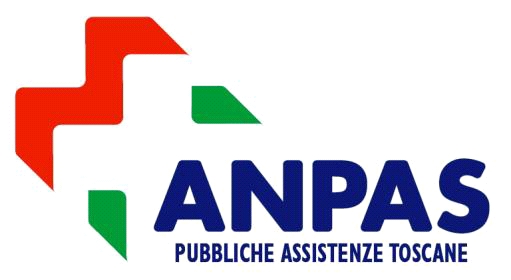 ANPAS
PUBBLICHE ASSISTENZE TOSCANE